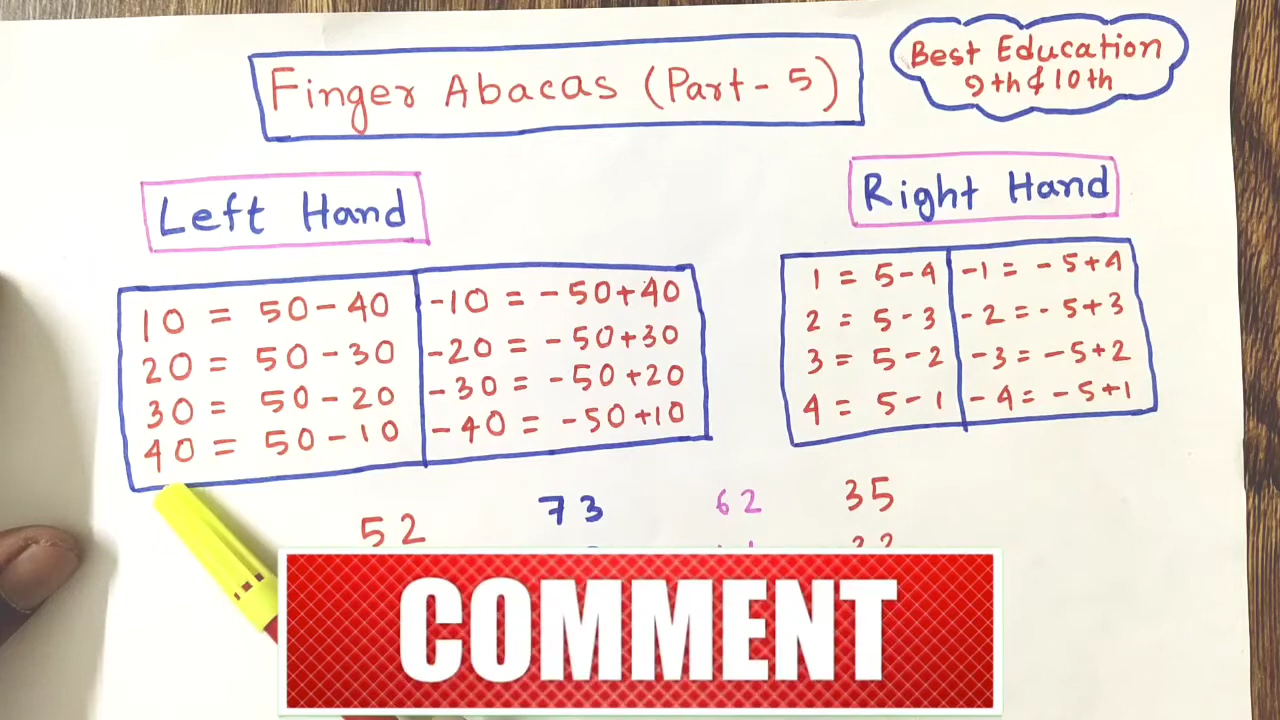 Finger Abacas (Part - 5)
Best Education
9th & 10th
Left Hand
Right Hand
10 = 50 - 40
20 = 50 - 30
30 = 50 - 20
40 = 50 - 10
-10 = -50+40
-20 = -50+30
-30 = -50+20
-40 = -50+10
1 = 5-4
2 = 5-3
3 = 5-2
4 = 5-1
-1 = -5+4
-2 = -5+3
-3 = -5+2
-4 = -5+1
52 73 62 35
COMMENT